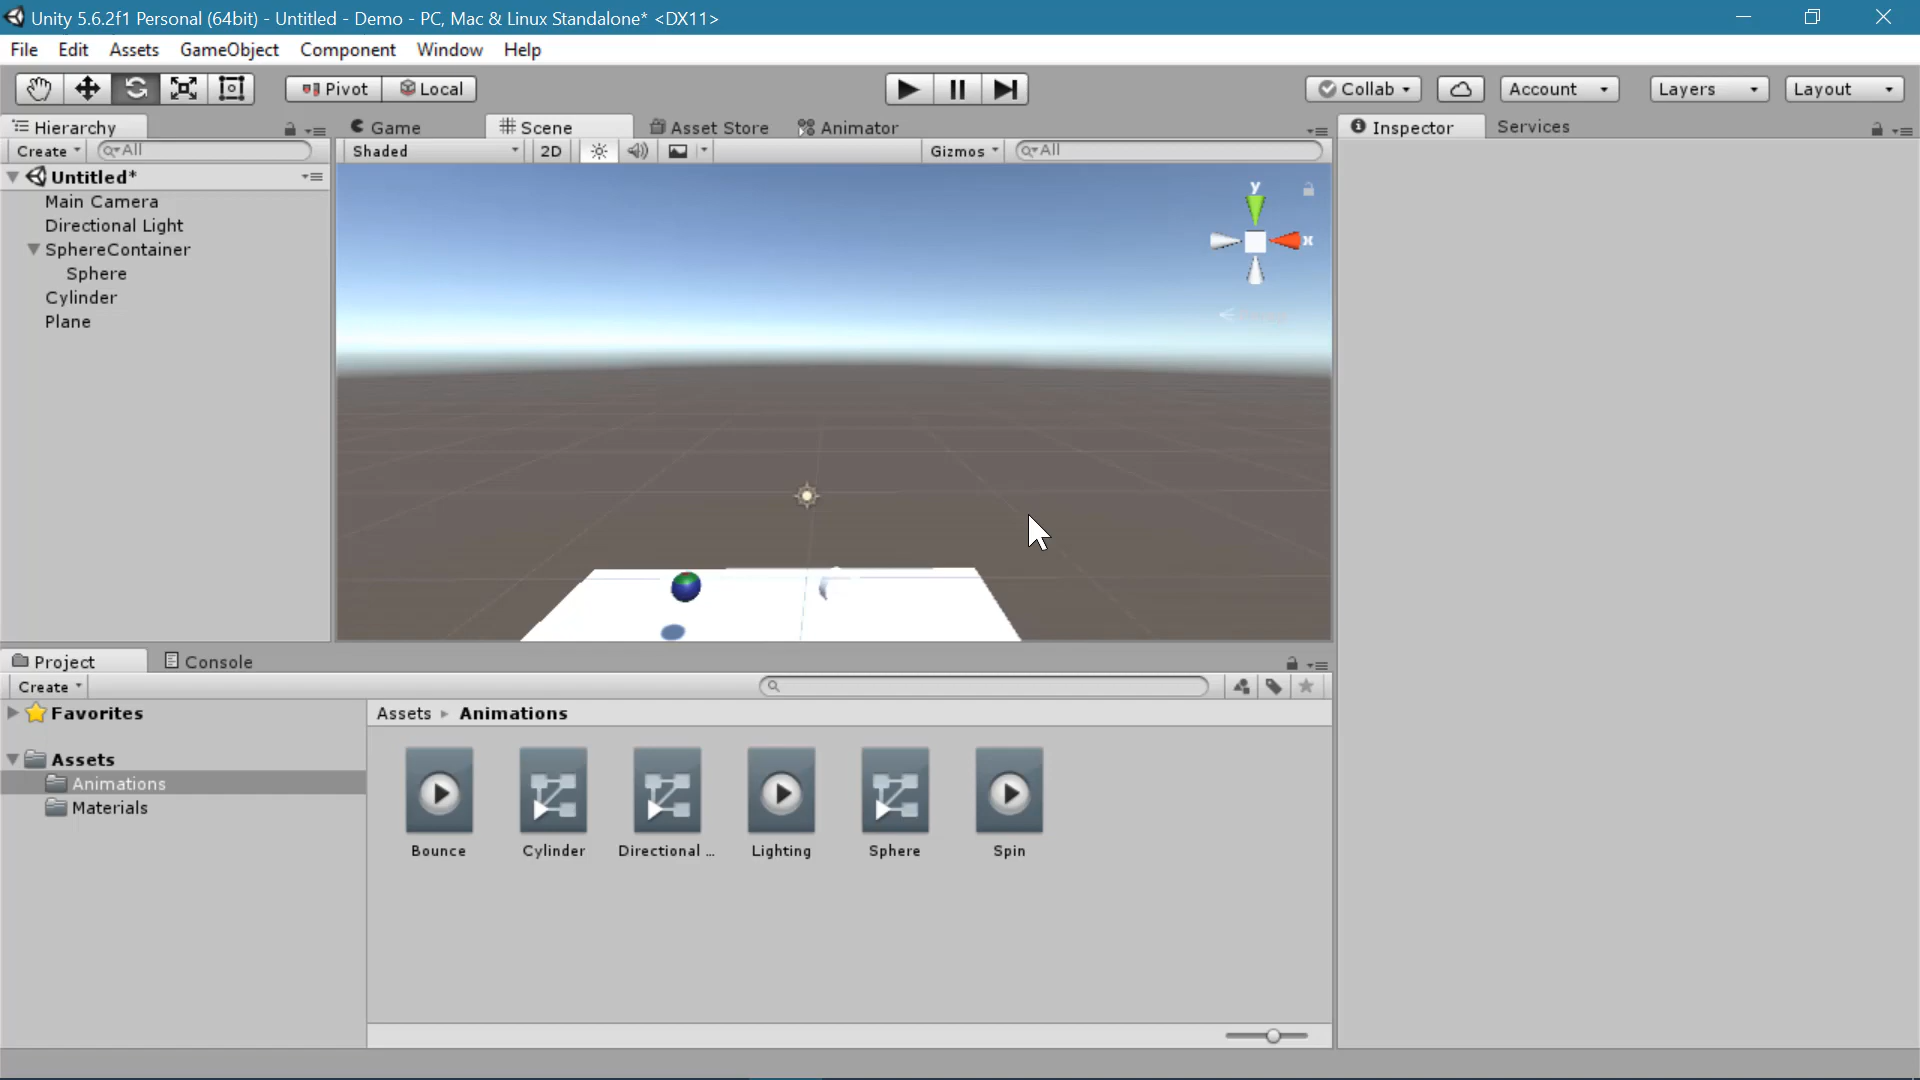 Unity 5.6.2f1 Personal (64bit) - Untitled - Demo - PC, Mac & Linux Standalone* <DX11>
File Edit Assets GameObject Component Window Help
Pivot Local Collab Account Layers Layout
Hierarchy Game Scene Asset Store Animator Inspector Services
Create All Shaded 2D Gizmos All
Untitled*
Main Camera
Directional Light
SphereContainer
Sphere
Cylinder
Plane
y
x
Project Console
Create
Favorites
Assets
Animations
Materials
Assets Animations
Bounce Cylinder Directional ... Lighting Sphere Spin